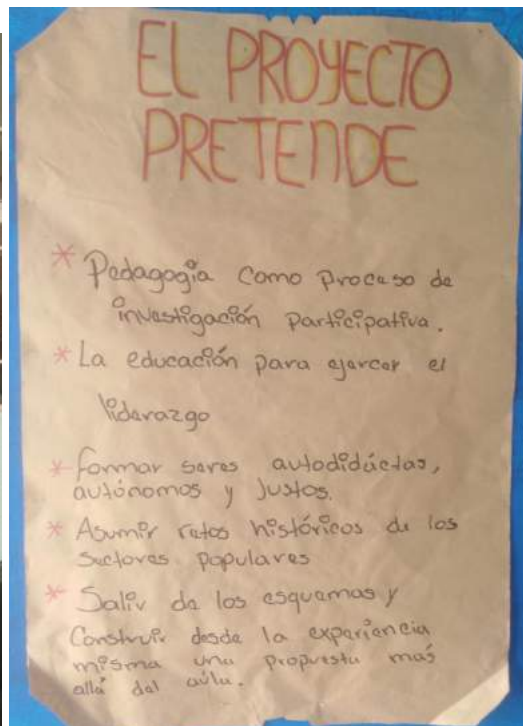 EL PROYECTO
PRETENDE
* Pedagogía como proceso de
investigación participativa.
* La educación para ejercer el
liderazgo
* formar seres autodidáctas,
autónomos y justos.
* Asumir retos históricos de los
sectores populares
* Salir de los esquemas y
Construir desde la experiencia
misma una propuesta más
allá del aula.